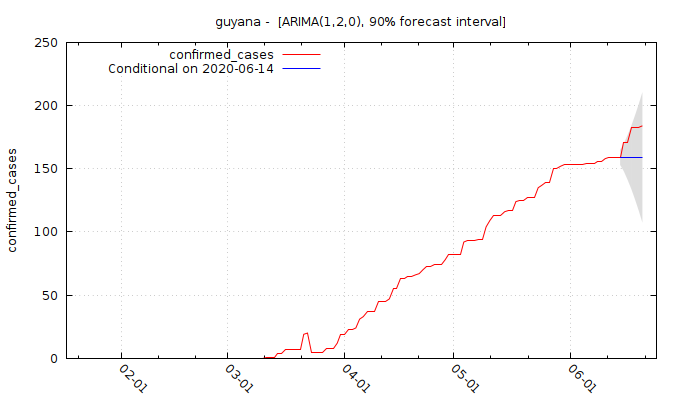 guyana - [ARIMA(1,2,0), 90% forecast interval]
confirmed_cases
Conditional on 2020-06-14
250
200
150
100
50
0
confirmed_cases
02-01
03-01
04-01
05-01
06-01